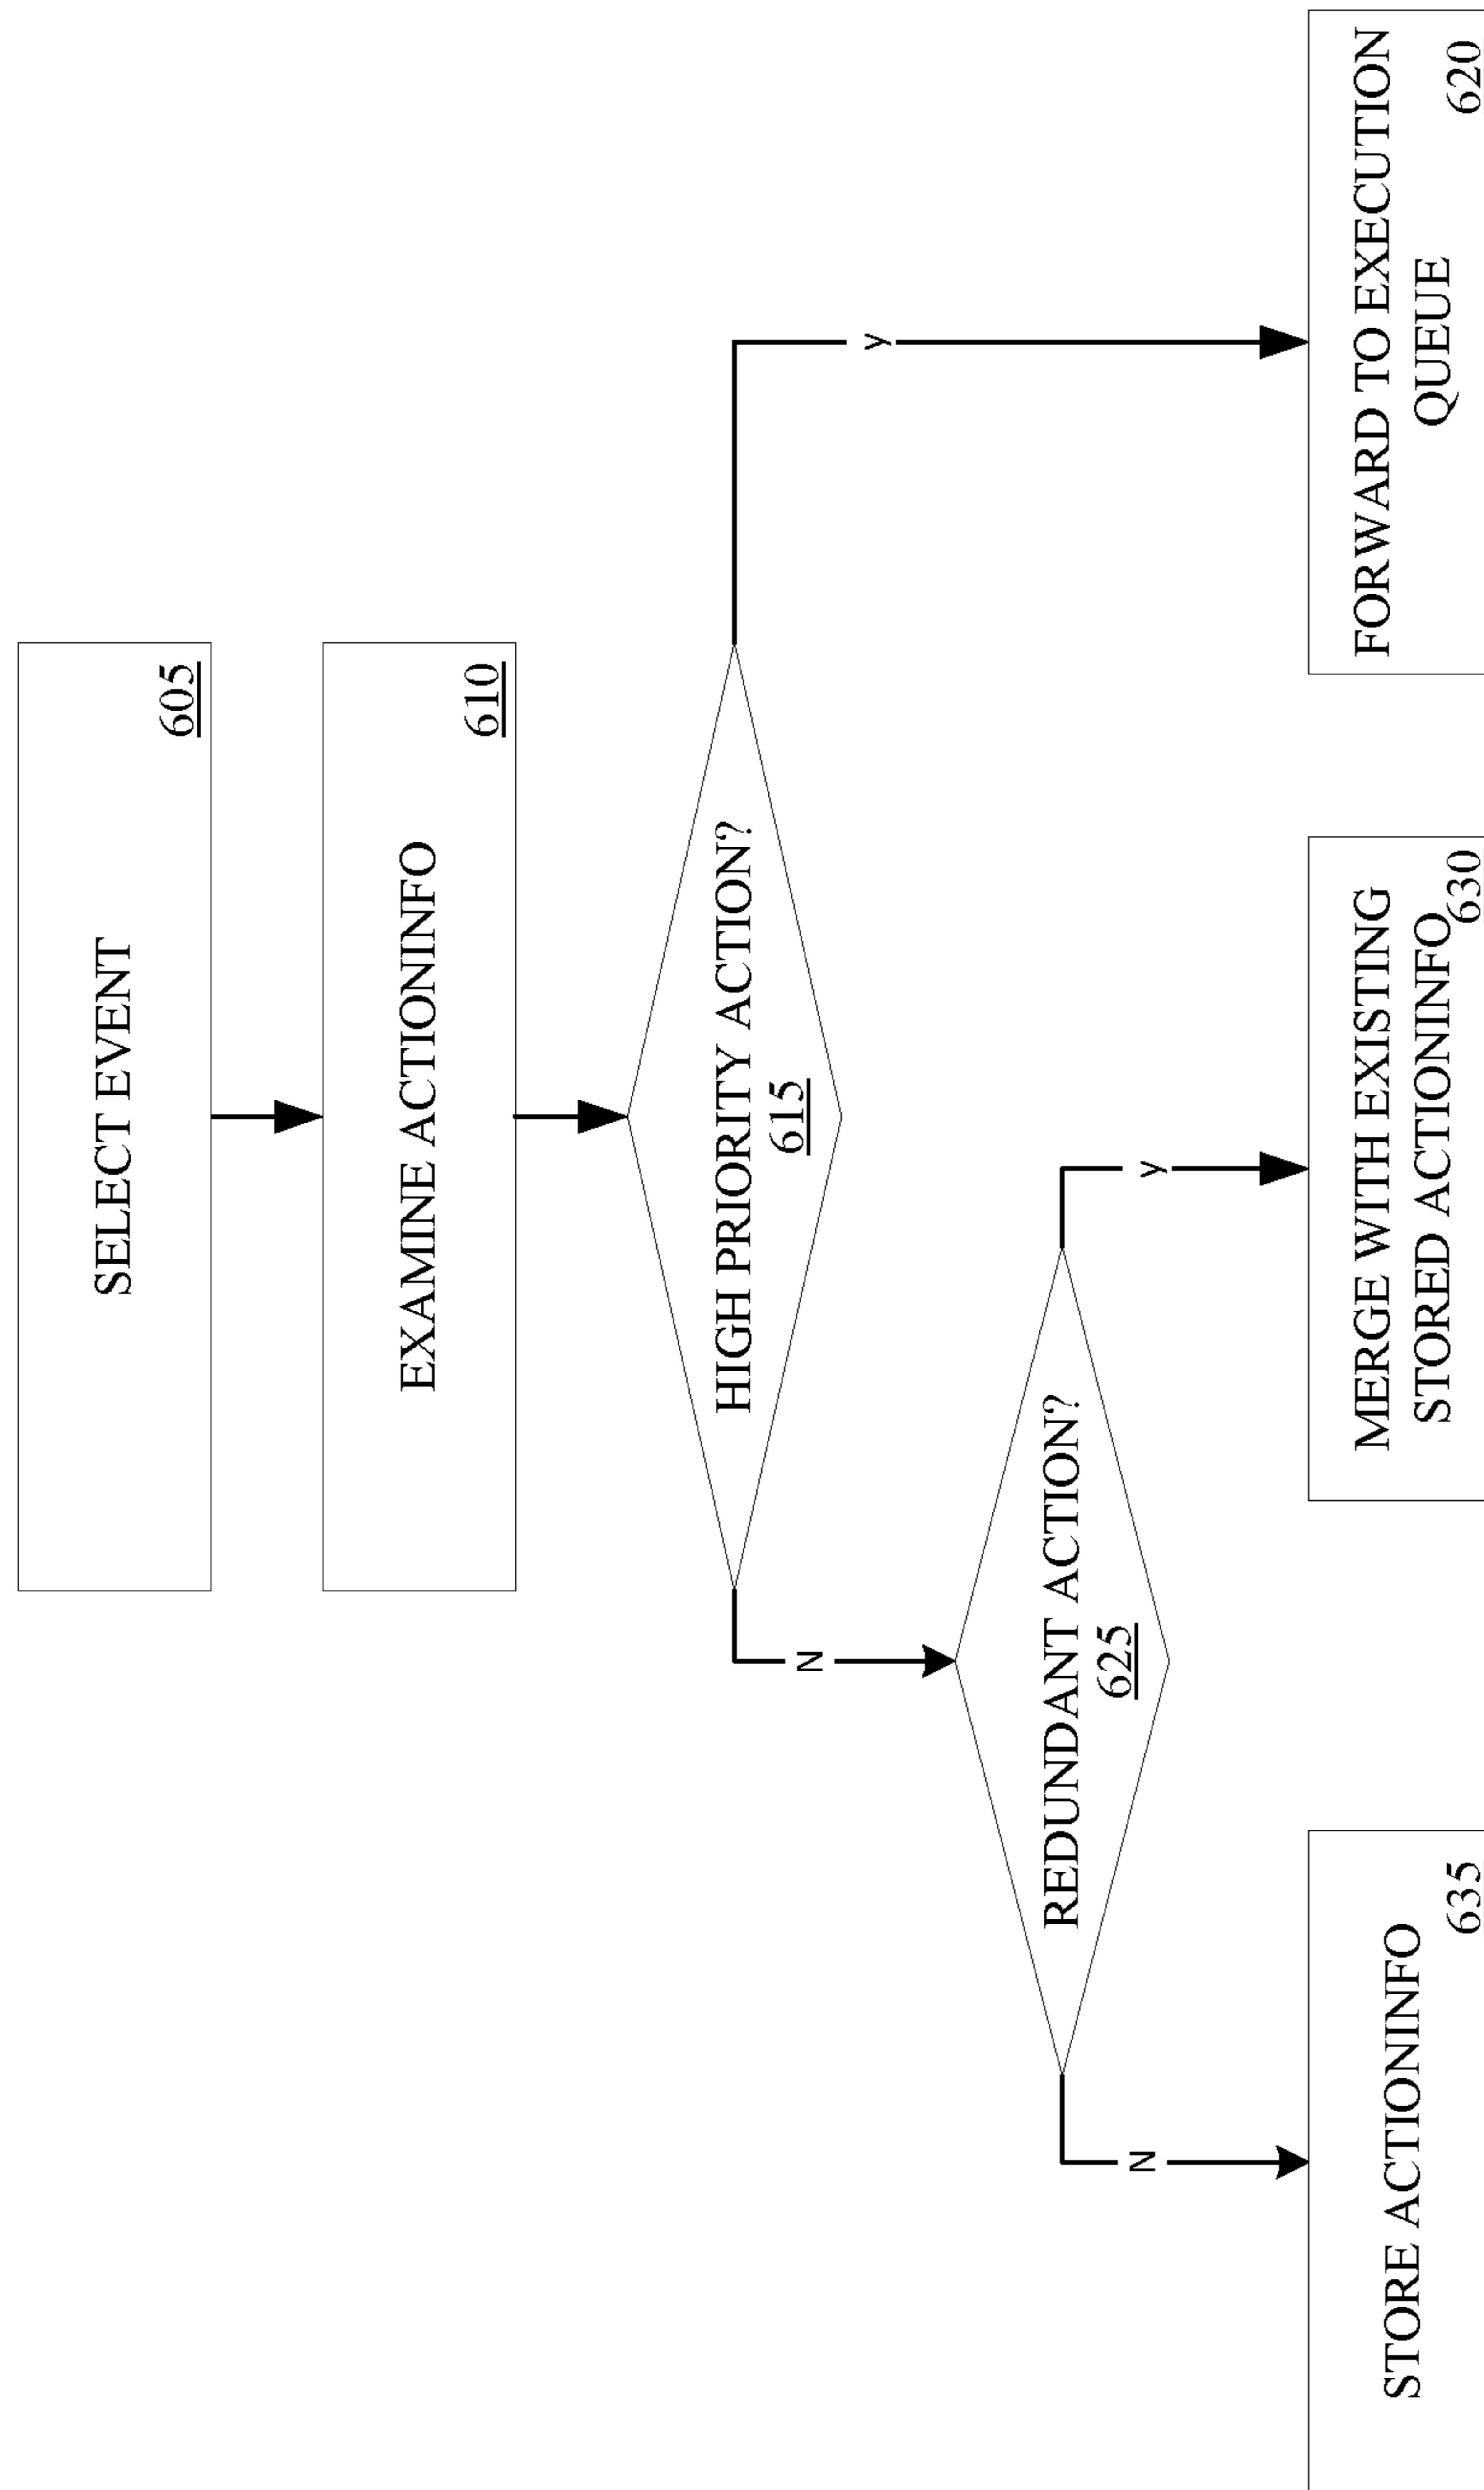 SELECT EVENT
605
EXAMINE ACTIONINFO
610
HIGH PRIORITY ACTION?
615
Y
N
REDUNDANT ACTION?
625
Y
N
STORE ACTIONINFO
635
MERGE WITH EXISTING
STORED ACTIONINFO
630
FORWARD TO EXECUTION
QUEUE
620